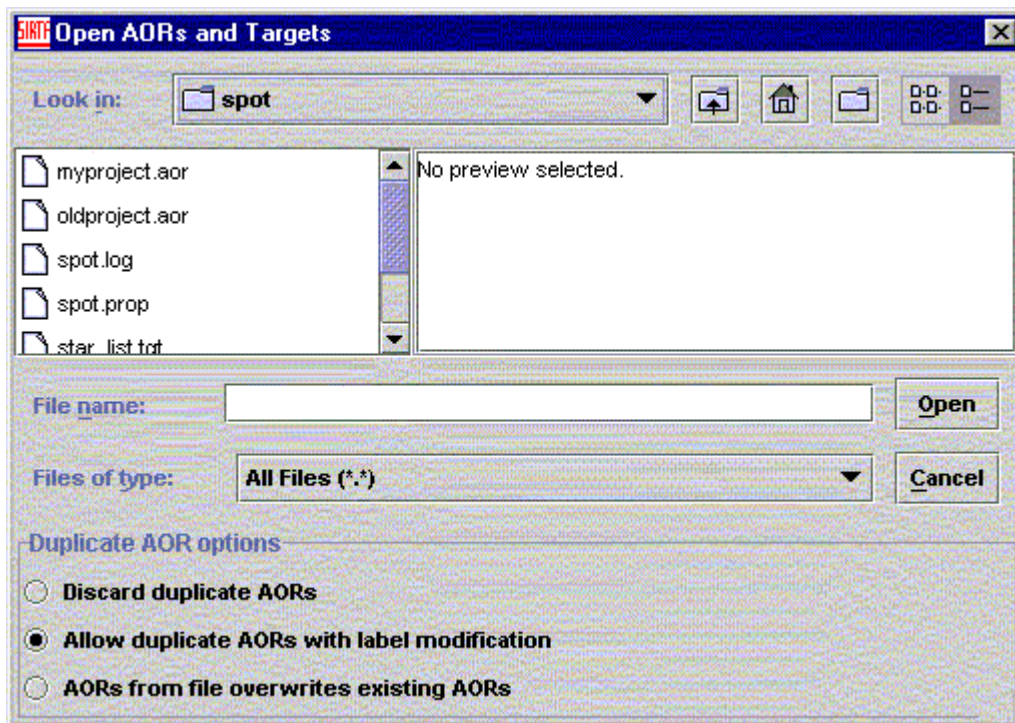 SIRTF Open AORs and Targets
Look in: spot
myproject.aor
oldproject.aor
spot.log
spot.prop
star_list.tgt
No preview selected.
File name: Open
Files of type: All Files (*.*) Cancel
Duplicate AOR options
Discard duplicate AORs
Allow duplicate AORs with label modification
AORs from file overwrites existing AORs